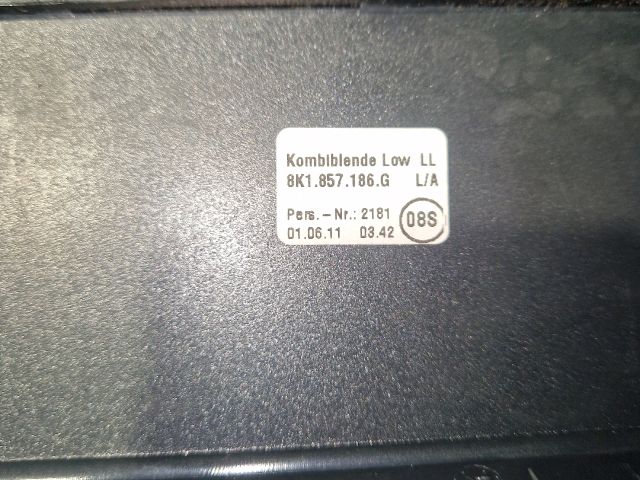 Kombiblende Low LL
8K1.857.186.G L/A
Pers.-Nr.: 2181
01.06.11 03.42
08S